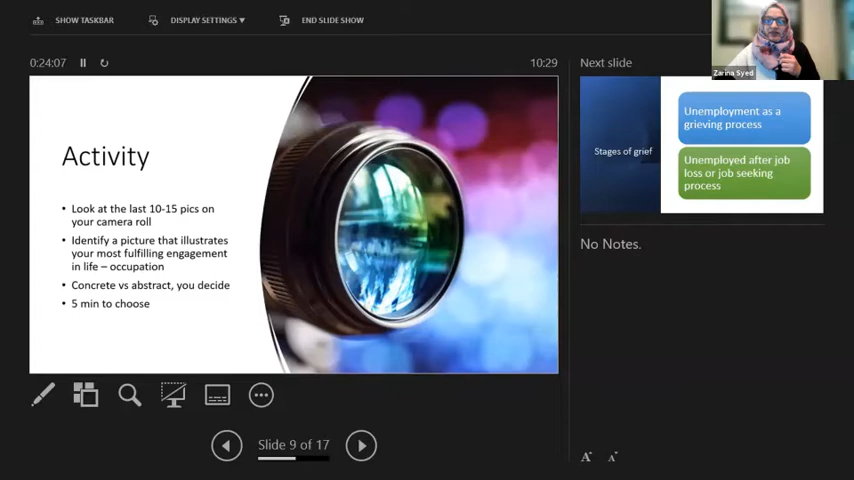 SHOW TASKBAR
DISPLAY SETTINGS ▼
END SLIDE SHOW
Zarina Syed
0:24:07
10:29
Next slide
Activity
• Look at the last 10-15 pics on
your camera roll
• Identify a picture that illustrates
your most fulfilling engagement
in life – occupation
• Concrete vs abstract, you decide
• 5 min to choose
Stages of grief
Unemployment as a
grieving process
Unemployed after job
loss or job seeking
process
No Notes.
Slide 9 of 17
A
A